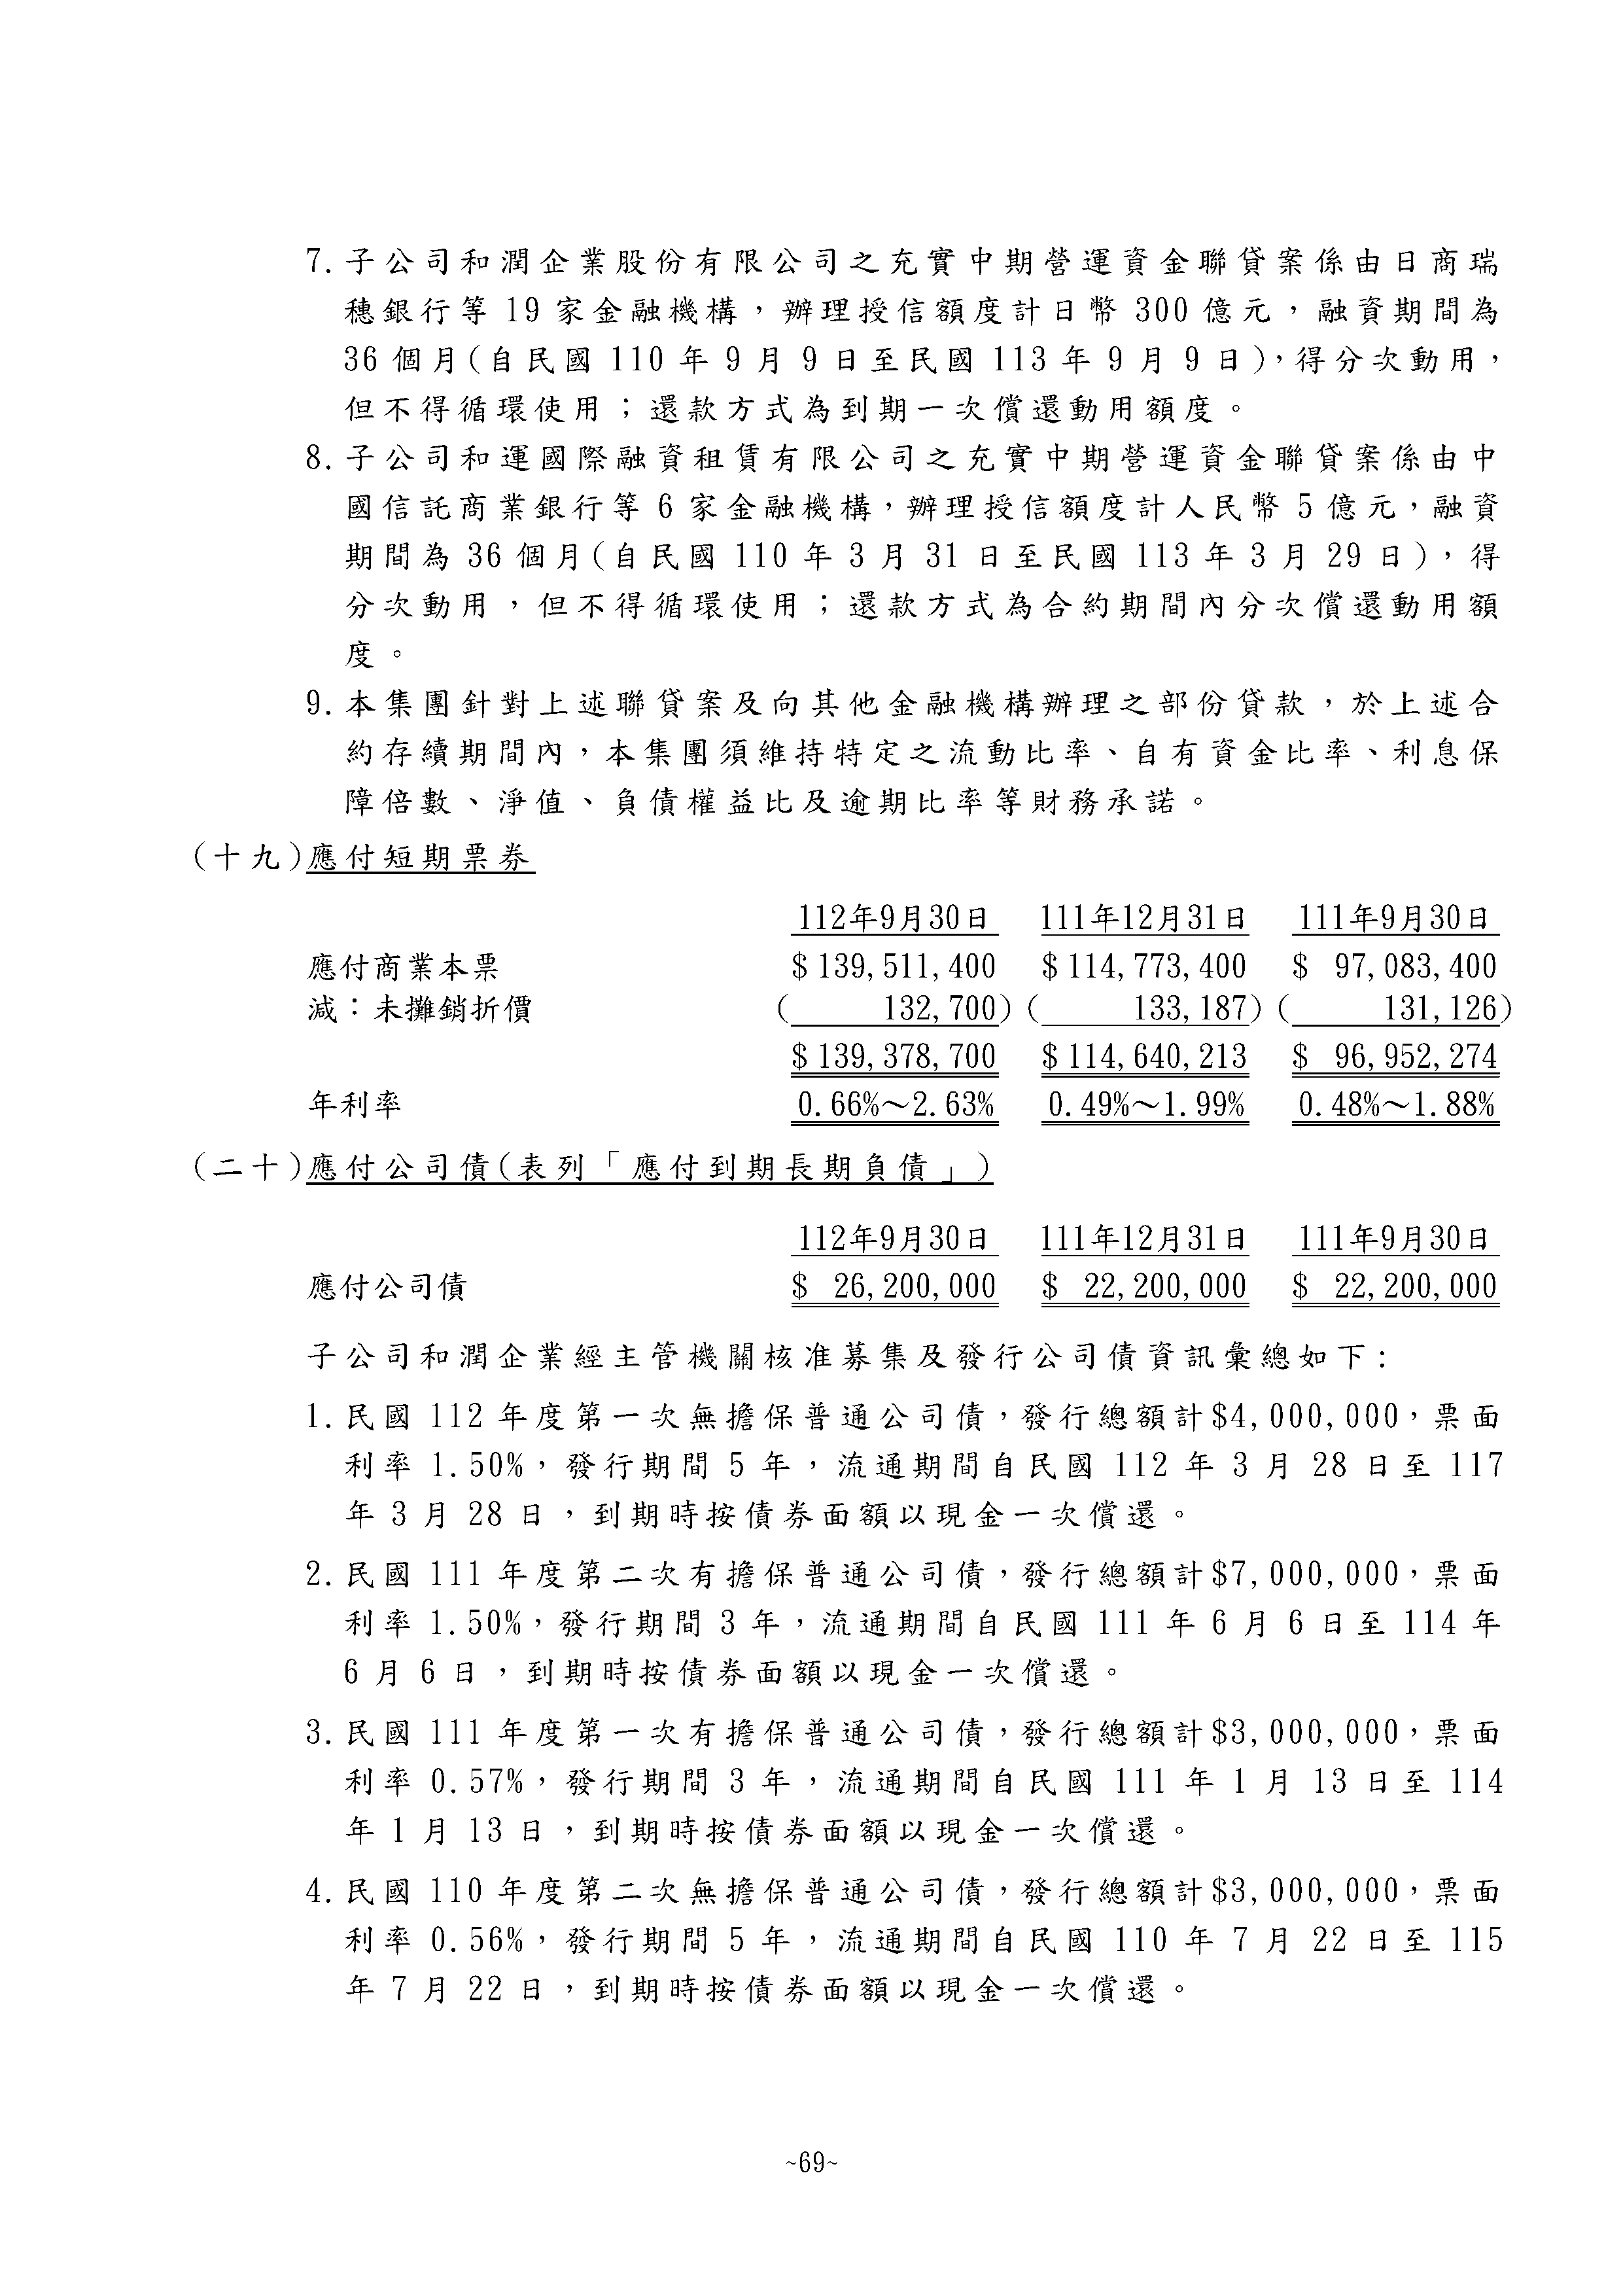 7.子公司和潤企業股份有限公司之充實中期營運資金聯貸案係由日商瑞
穗銀行等 19 家金融機構，辦理授信額度計日幣 300 億元，融資期間為
36 個月(自民國 110 年 9 月 9 日至民國 113 年 9 月 9 日)，得分次動用，
但不得循環使用；還款方式為到期一次償還動用額度。
8.子公司和運國際融資租賃有限公司之充實中期營運資金聯貸案係由中
國信託商業銀行等 6 家金融機構，辦理授信額度計人民幣 5 億元，融資
期間為 36 個月(自民國 110 年 3 月 31 日至民國 113 年 3 月 29 日)，得
分次動用，但不得循環使用；還款方式為合約期間內分次償還動用額
度。
9.本集團針對上述聯貸案及向其他金融機構辦理之部份貸款，於上述合
約存續期間內，本集團須維持特定之流動比率、自有資金比率、利息保
障倍數、淨值、負債權益比及逾期比率等財務承諾。
(十九)應付短期票券
112年9月30日 111年12月31日 111年9月30日
應付商業本票 $139,511,400 $114,773,400 $ 97,083,400
減：未攤銷折價 ( 132,700) ( 133,187) ( 131,126)
$139,378,700 $114,640,213 $ 96,952,274
年利率 0.66%～2.63% 0.49%～1.99% 0.48%～1.88%
(二十)應付公司債(表列「應付到期長期負債」)
112年9月30日 111年12月31日 111年9月30日
應付公司債 $ 26,200,000 $ 22,200,000 $ 22,200,000
子公司和潤企業經主管機關核准募集及發行公司債資訊彙總如下：
1.民國 112 年度第一次無擔保普通公司債，發行總額計$4,000,000，票面
利率 1.50%，發行期間 5 年，流通期間自民國 112 年 3 月 28 日至 117
年 3 月 28 日，到期時按債券面額以現金一次償還。
2.民國 111 年度第二次有擔保普通公司債，發行總額計$7,000,000，票面
利率 1.50%，發行期間 3 年，流通期間自民國 111 年 6 月 6 日至 114 年
6 月 6 日，到期時按債券面額以現金一次償還。
3.民國 111 年度第一次有擔保普通公司債，發行總額計$3,000,000，票面
利率 0.57%，發行期間 3 年，流通期間自民國 111 年 1 月 13 日至 114
年 1 月 13 日，到期時按債券面額以現金一次償還。
4.民國 110 年度第二次無擔保普通公司債，發行總額計$3,000,000，票面
利率 0.56%，發行期間 5 年，流通期間自民國 110 年 7 月 22 日至 115
年 7 月 22 日，到期時按債券面額以現金一次償還。
~69~